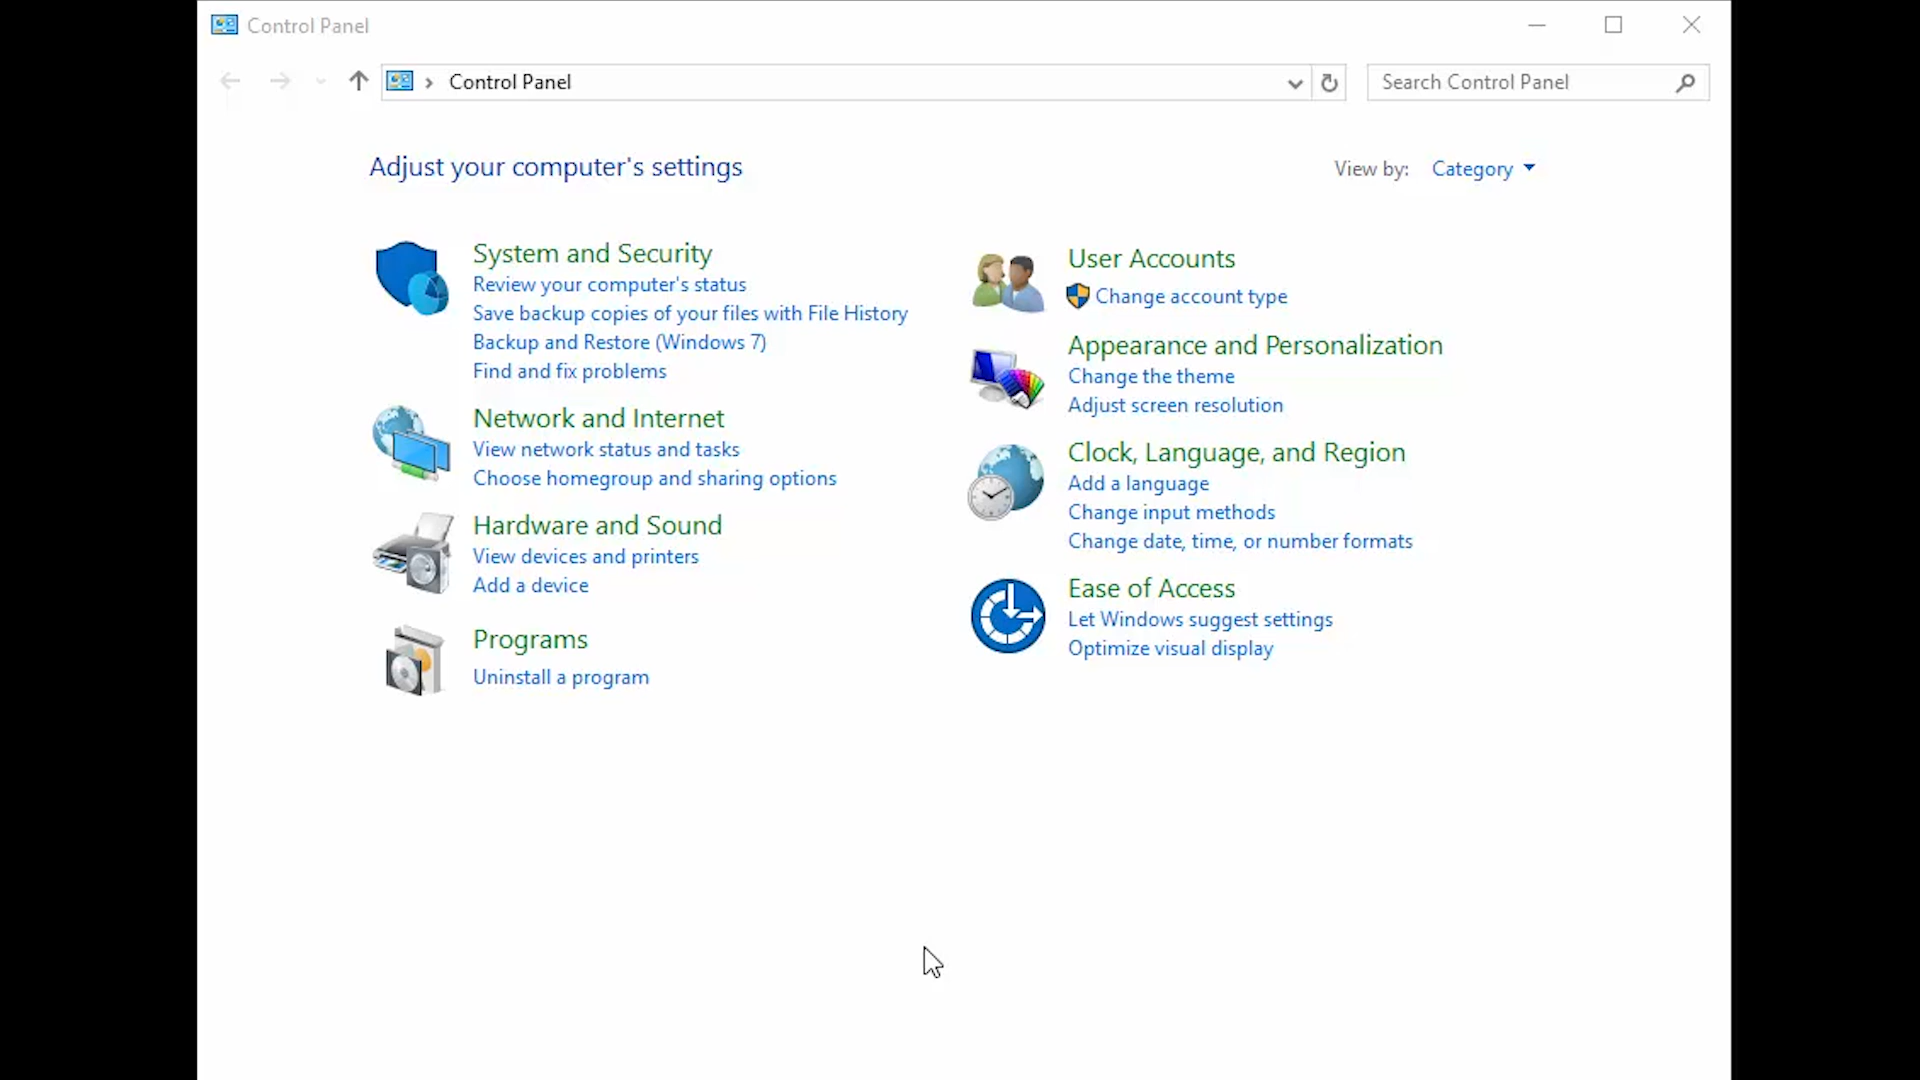 Control Panel
Control Panel
Search Control Panel
Adjust your computer's settings
View by: Category
System and Security
Review your computer's status
Save backup copies of your files with File History
Backup and Restore (Windows 7)
Find and fix problems
Network and Internet
View network status and tasks
Choose homegroup and sharing options
Hardware and Sound
View devices and printers
Add a device
Programs
Uninstall a program
User Accounts
Change account type
Appearance and Personalization
Change the theme
Adjust screen resolution
Clock, Language, and Region
Add a language
Change input methods
Change date, time, or number formats
Ease of Access
Let Windows suggest settings
Optimize visual display